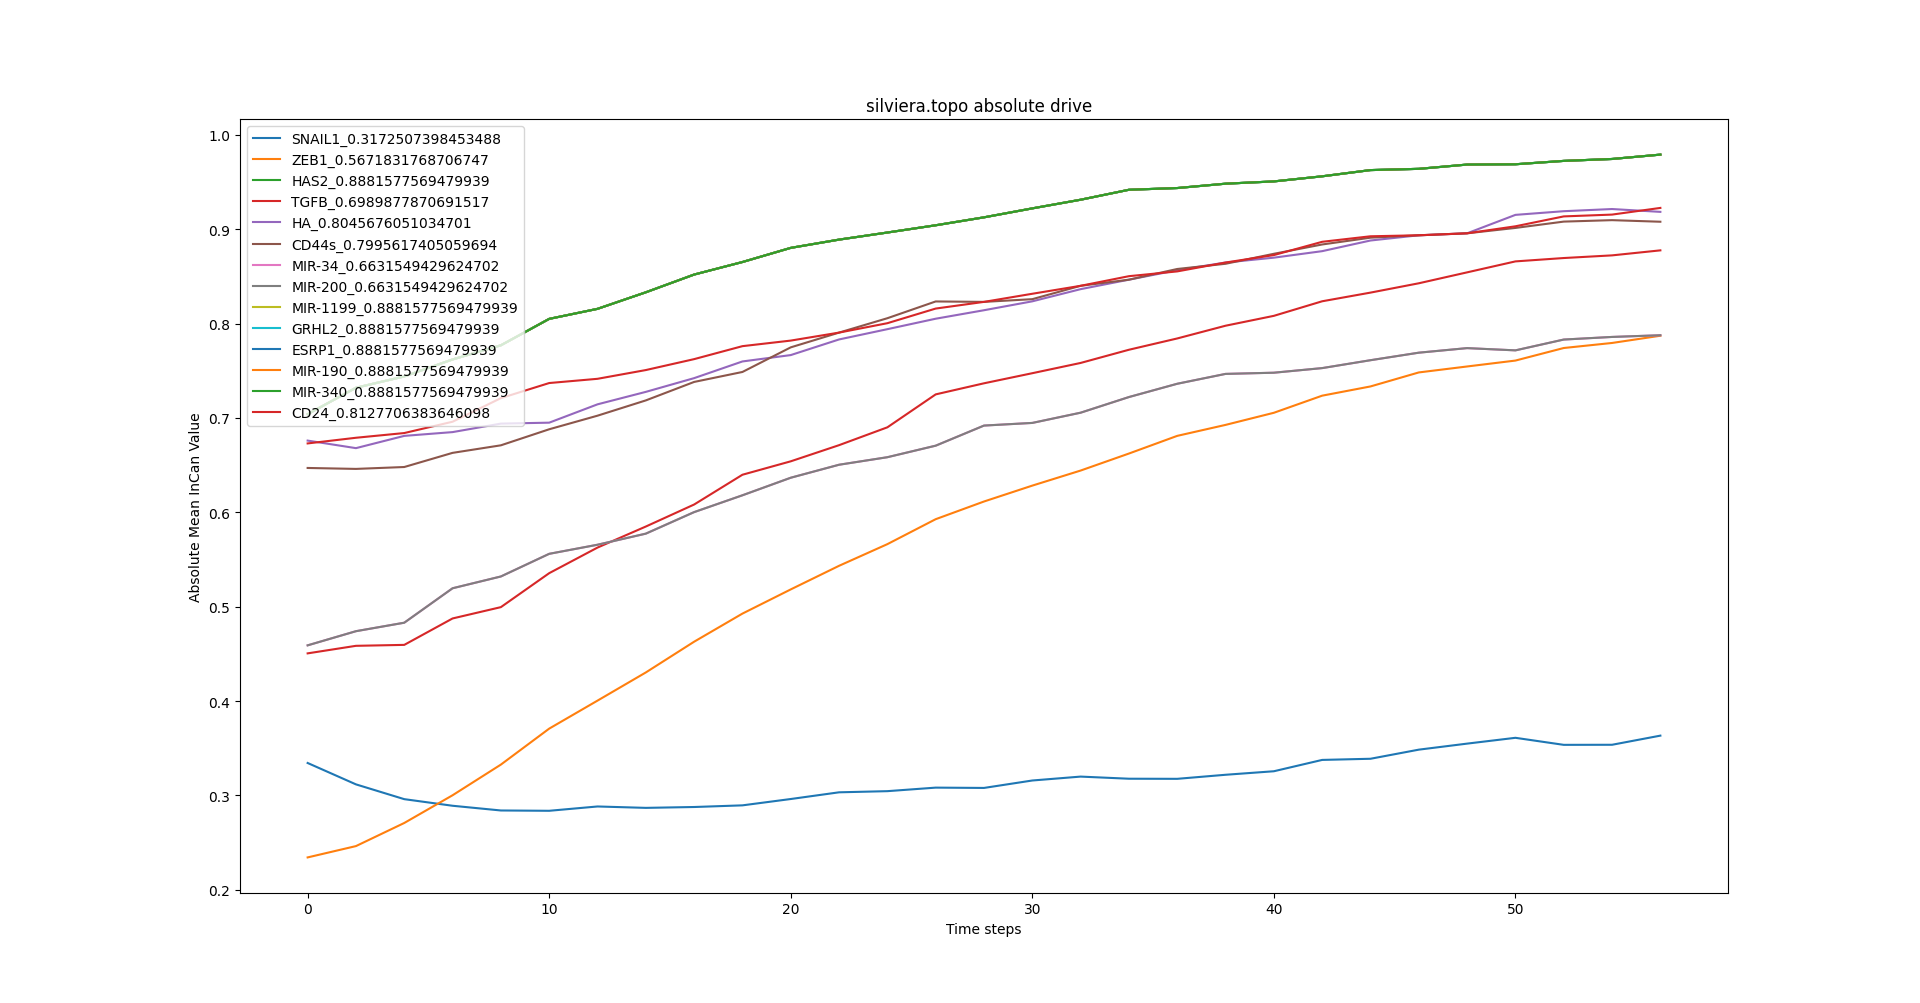 silviera.topo absolute drive
1.0
0.9
0.8
0.7
0.6
0.5
0.4
0.3
0.2
Absolute Mean InCan Value
SNAIL1_0.3172507398453488
ZEB1_0.5671831768706747
HAS2_0.8881577569479939
TGFB_0.6989877870691517
HA_0.8045676051034701
CD44s_0.7995617405059694
MIR-34_0.6631549429624702
MIR-200_0.6631549429624702
MIR-1199_0.8881577569479939
GRHL2_0.8881577569479939
ESRP1_0.8881577569479939
MIR-190_0.8881577569479939
MIR-340_0.8881577569479939
CD24_0.8127706383646098
0 10 20 30 40 50
Time steps